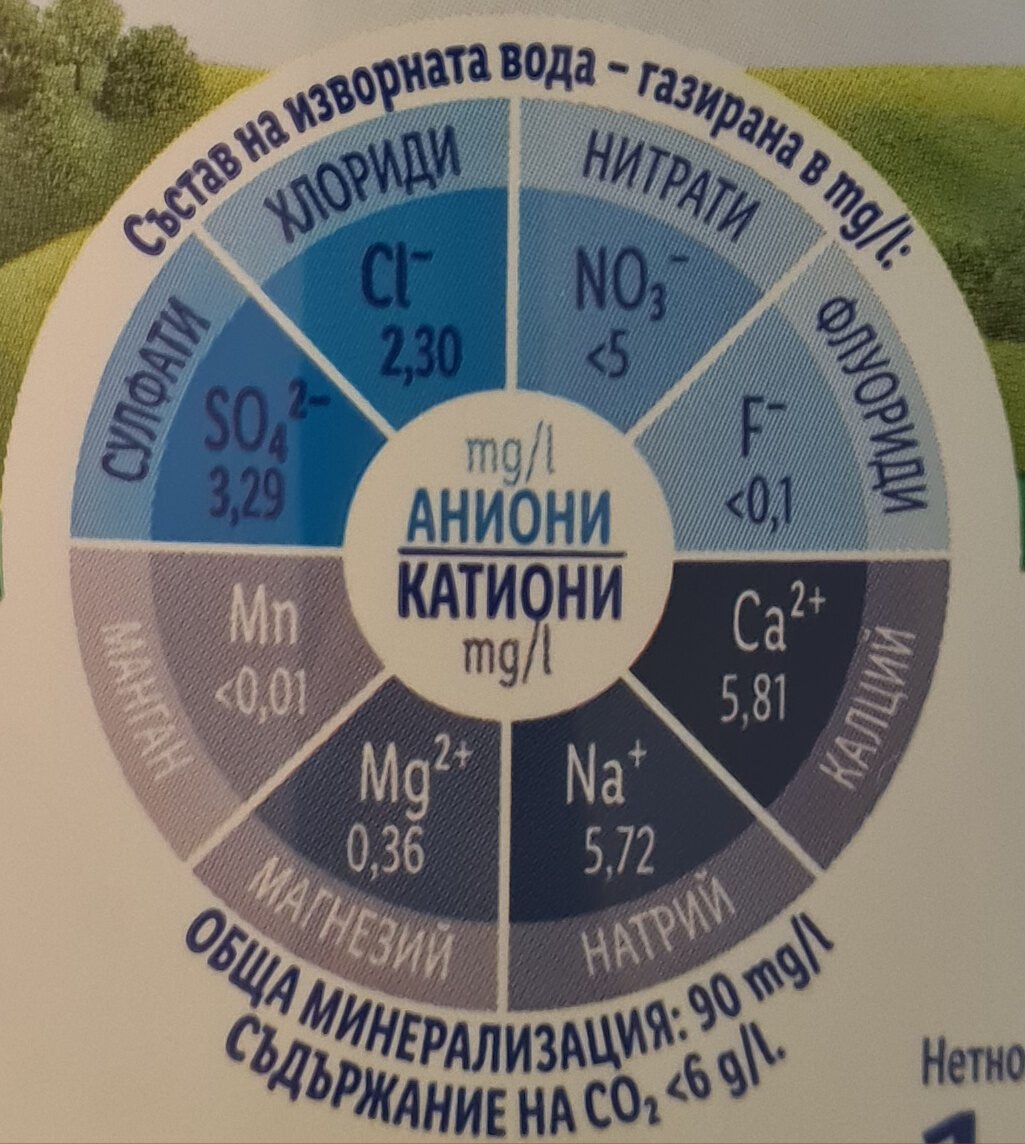 Състав на изворната вода – газирана в mg/l:
ХЛОРИДИ
Cl⁻
2,30
НИТРАТИ
NO₃⁻
<5
СУЛФАТИ
SO₄²⁻
3,29
ФЛУОРИДИ
F⁻
<0,1
mg/l
АНИОНИ
КАТИОНИ
mg/l
МАНГАН
Mn
<0,01
КАЛЦИЙ
Ca²⁺
5,81
МАГНЕЗИЙ
Mg²⁺
0,36
НАТРИЙ
Na⁺
5,72
ОБЩА МИНЕРАЛИЗАЦИЯ: 90 mg/l
СЪДЪРЖАНИЕ НА CO₂ <6 g/l.
Нетно